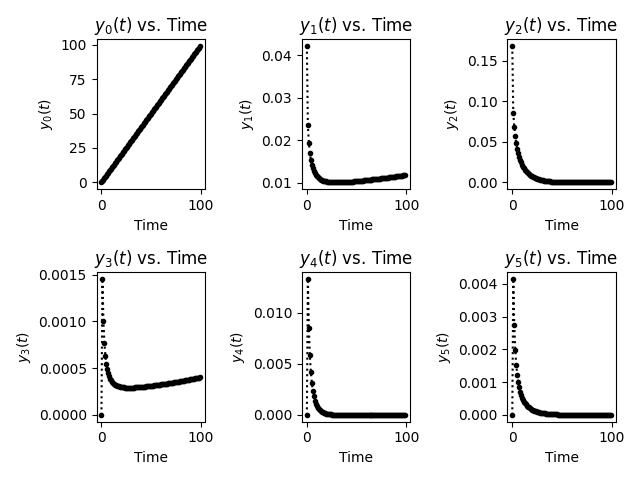 y₀(t) vs. Time
100
75
50
25
0
y₀(t)
0
100
Time
y₁(t) vs. Time
0.04
0.03
0.02
0.01
y₁(t)
0
100
Time
y₂(t) vs. Time
0.15
0.10
0.05
0.00
y₂(t)
0
100
Time
y₃(t) vs. Time
0.0015
0.0010
0.0005
0.0000
y₃(t)
0
100
Time
y₄(t) vs. Time
0.010
0.005
0.000
y₄(t)
0
100
Time
y₅(t) vs. Time
0.004
0.003
0.002
0.001
0.000
y₅(t)
0
100
Time